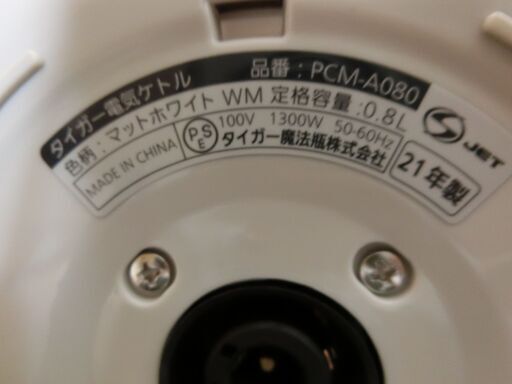 タイガー電気ケトル 品番：PCM-A080
色柄：マットホワイト WM 定格容量：0.8L
PSE 100V 1300W 50-60Hz
MADE IN CHINA タイガー魔法瓶株式会社
21年製
JET